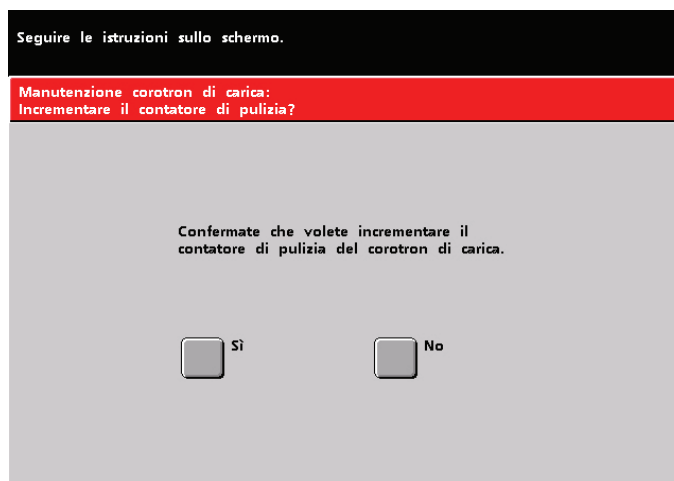 Seguire le istruzioni sullo schermo.
Manutenzione corotron di carica:
Incrementare il contatore di pulizia?
Confermate che volete incrementare il
contatore di pulizia del corotron di carica.
Sì
No